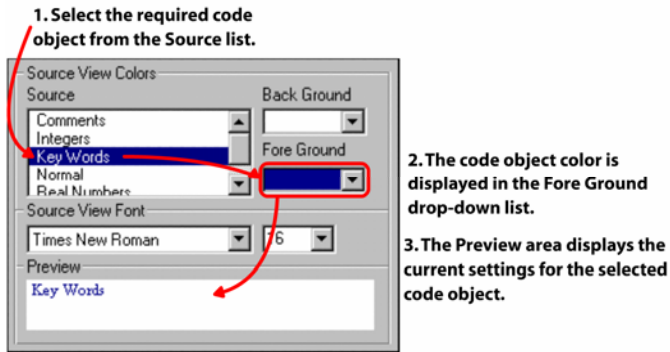 1. Select the required code
object from the Source list.
Source View Colors
Source
Back Ground
Comments
Integers
Key Words
Fore Ground
Normal
Real Numbers
2. The code object color is
displayed in the Fore Ground
drop-down list.
Source View Font
Times New Roman
16
3. The Preview area displays the
current settings for the selected
code object.
Preview
Key Words